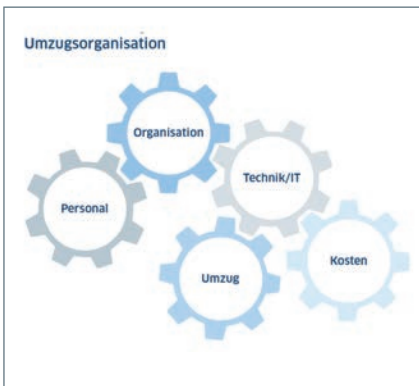 Umzugsorganisation
Organisation
Technik/IT
Personal
Kosten
Umzug